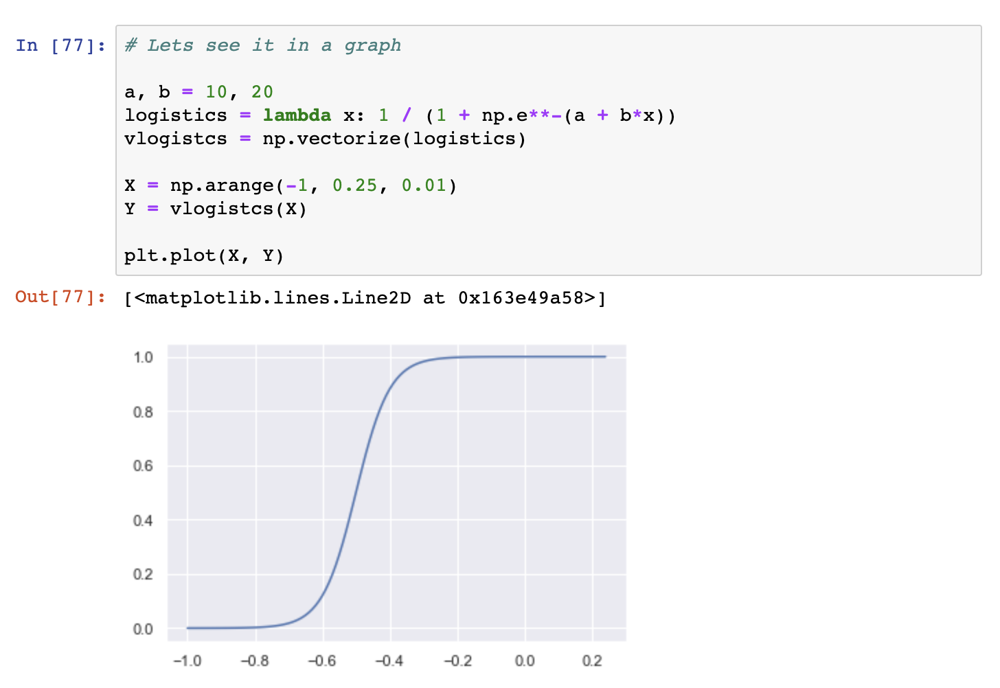 In [77]:
# Lets see it in a graph
a, b = 10, 20
logistics = lambda x: 1 / (1 + np.e**-(a + b*x))
vlogistcs = np.vectorize(logistics)
X = np.arange(-1, 0.25, 0.01)
Y = vlogistcs(X)
plt.plot(X, Y)
Out[77]: [<matplotlib.lines.Line2D at 0x163e49a58>]
1.0
0.8
0.6
0.4
0.2
0.0
−1.0 −0.8 −0.6 −0.4 −0.2 0.0 0.2